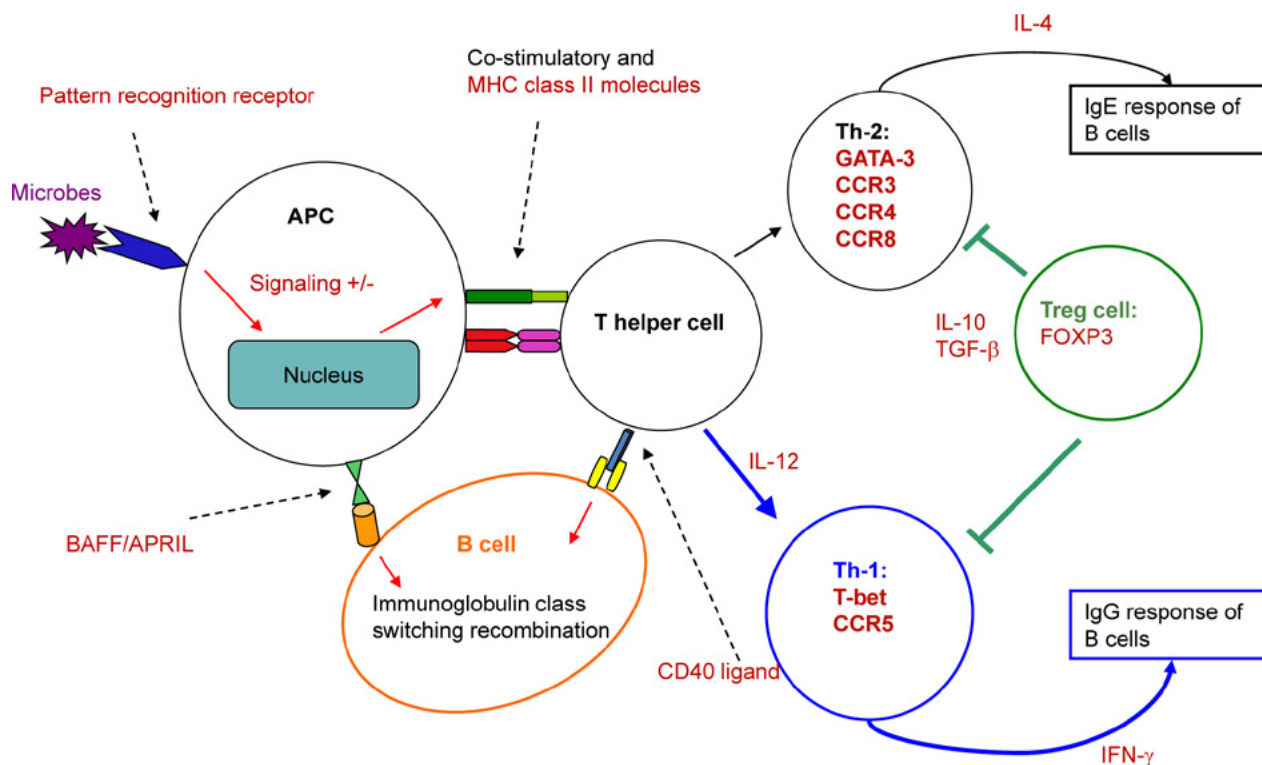 IL-4
Co-stimulatory and
MHC class II molecules
Pattern recognition receptor
IgE response of
B cells
Th-2:
GATA-3
CCR3
CCR4
CCR8
Microbes
APC
Signaling +/-
T helper cell
Nucleus
IL-10
TGF-β
Treg cell:
FOXP3
IL-12
BAFF/APRIL
B cell
Immunoglobulin class
switching recombination
CD40 ligand
Th-1:
T-bet
CCR5
IgG response of
B cells
IFN-γ